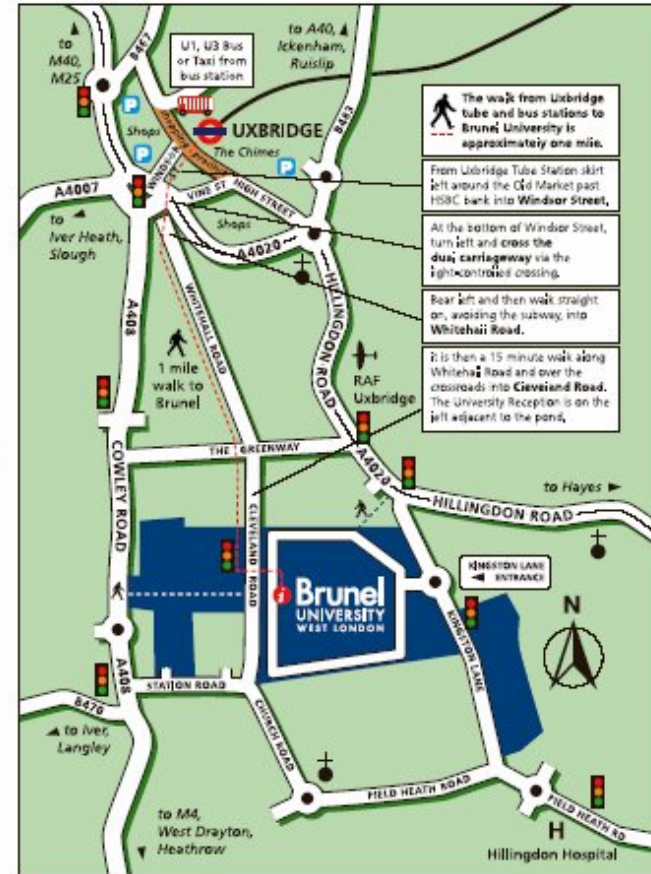 to
M40,
M25
B467
U1, U3 Bus
or Taxi from
bus station
to A40,
Ickenham,
Ruislip
P
Shops
shopping precinct
UXBRIDGE
The Chimes
P
P
B483
The walk from Uxbridge
tube and bus stations to
Brunel University is
approximately one mile.
From Uxbridge Tube Station skirt
left around the Old Market past
HSBC bank into Windsor Street.
At the bottom of Windsor Street,
turn left and cross the
dual carriageway via the
light-controlled crossing.
Bear left and then walk straight
on, avoiding the subway, into
Whitehall Road.
It is then a 15 minute walk along
Whitehall Road and over the
crossroads into Cleveland Road.
The University Reception is on the
left adjacent to the pond.
A4007
WINDSOR
ST
VINE ST
HIGH STREET
to
Iver Heath,
Slough
Shops
A4020
A408
WHITEHALL ROAD
HILLINGDON ROAD
1 mile
walk to
Brunel
RAF
Uxbridge
THE GREENWAY
A4020
HILLINGDON ROAD
to Hayes
COWLEY ROAD
CLEVELAND ROAD
i
Brunel
UNIVERSITY
WEST LONDON
KINGSTON LANE
ENTRANCE
KINGSTON LANE
N
A408
STATION ROAD
B470
to Iver,
Langley
CHURCH ROAD
FIELD HEATH ROAD
FIELD HEATH RD
to M4,
West Drayton,
Heathrow
H
Hillingdon Hospital